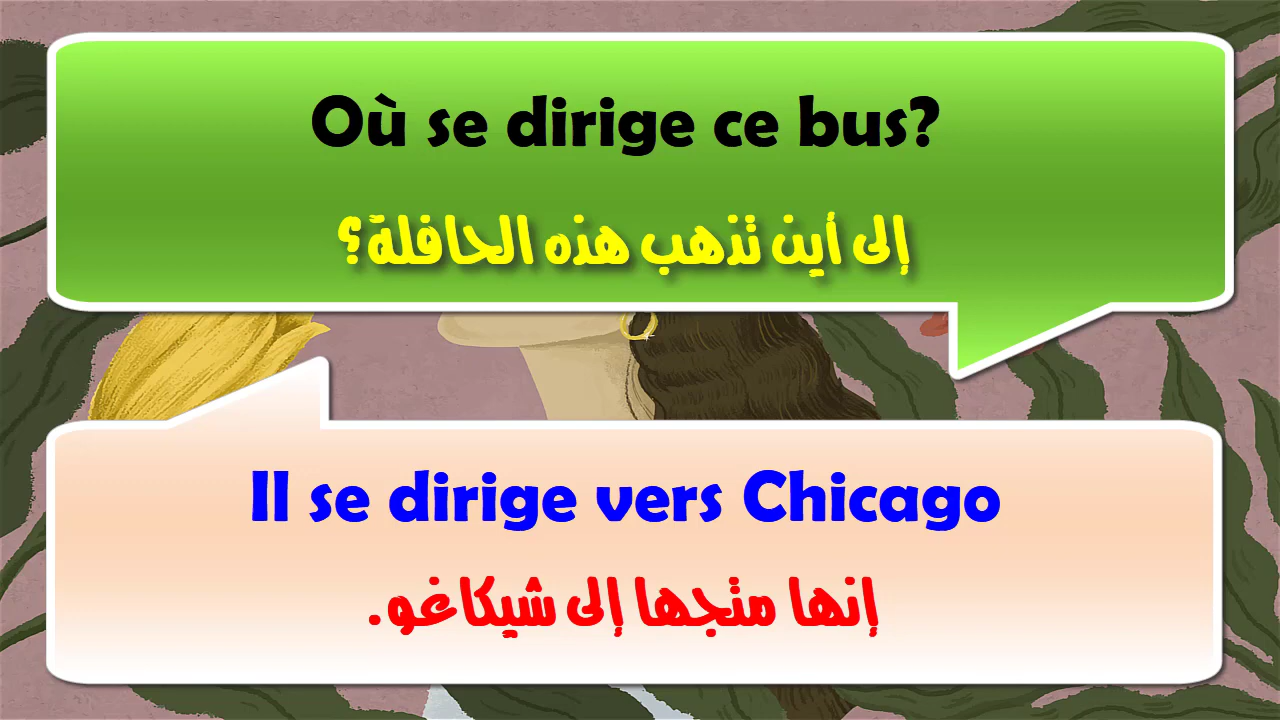 Où se dirige ce bus?
إلى أين تذهب هذه الحافلة؟
Il se dirige vers Chicago
إنها متجها إلى شيكاغو.